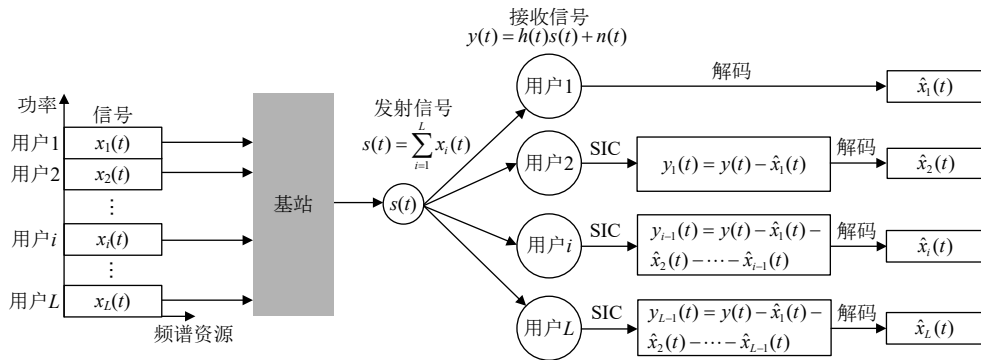 接收信号
y(t) = h(t)s(t) + n(t)
功率
信号
用户1
x₁(t)
用户2
x₂(t)
⋮
用户i
xᵢ(t)
⋮
用户L
x_L(t)
频谱资源
基站
发射信号
s(t) = ∑_{i=1}^{L} xᵢ(t)
s(t)
用户1
解码
x̂₁(t)
用户2
SIC
y₁(t) = y(t) − x̂₁(t)
解码
x̂₂(t)
用户i
SIC
y_{i−1}(t) = y(t) − x̂₁(t) −
x̂₂(t) − ⋯ − x̂_{i−1}(t)
解码
x̂ᵢ(t)
用户L
SIC
y_{L−1}(t) = y(t) − x̂₁(t) −
x̂₂(t) − ⋯ − x̂_{L−1}(t)
解码
x̂_L(t)